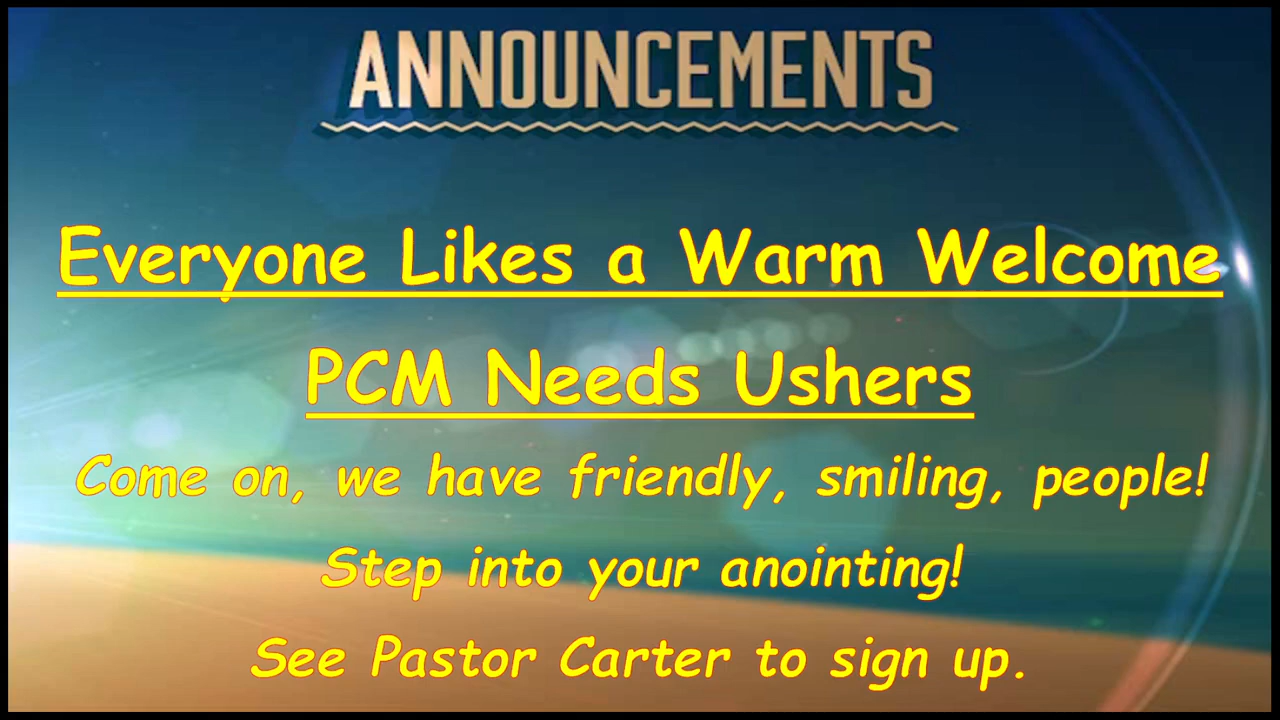 ANNOUNCEMENTS
Everyone Likes a Warm Welcome
PCM Needs Ushers
Come on, we have friendly, smiling, people!
Step into your anointing!
See Pastor Carter to sign up.